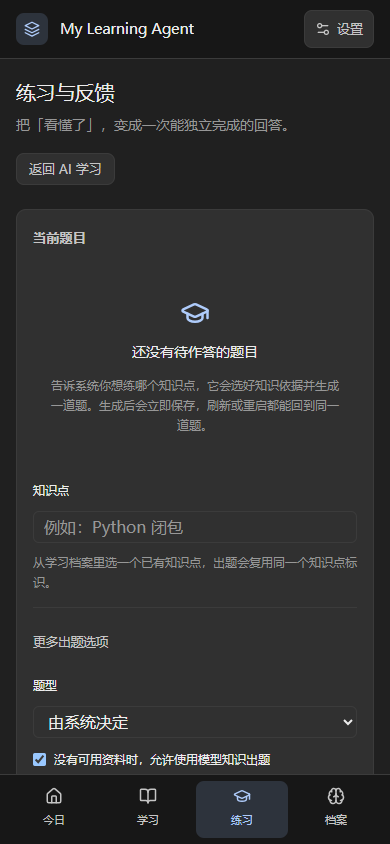 My Learning Agent
设置
练习与反馈
把「看懂了」，变成一次能独立完成的回答。
返回 AI 学习
当前题目
还没有待作答的题目
告诉系统你想练哪个知识点，它会选好知识依据并生成
一道题。生成后会立即保存，刷新或重启都能回到同一
道题。
知识点
例如：Python 闭包
从学习档案里选一个已有知识点，出题会复用同一个知识点标
识。
更多出题选项
题型
由系统决定
没有可用资料时，允许使用模型知识出题
今日
学习
练习
档案